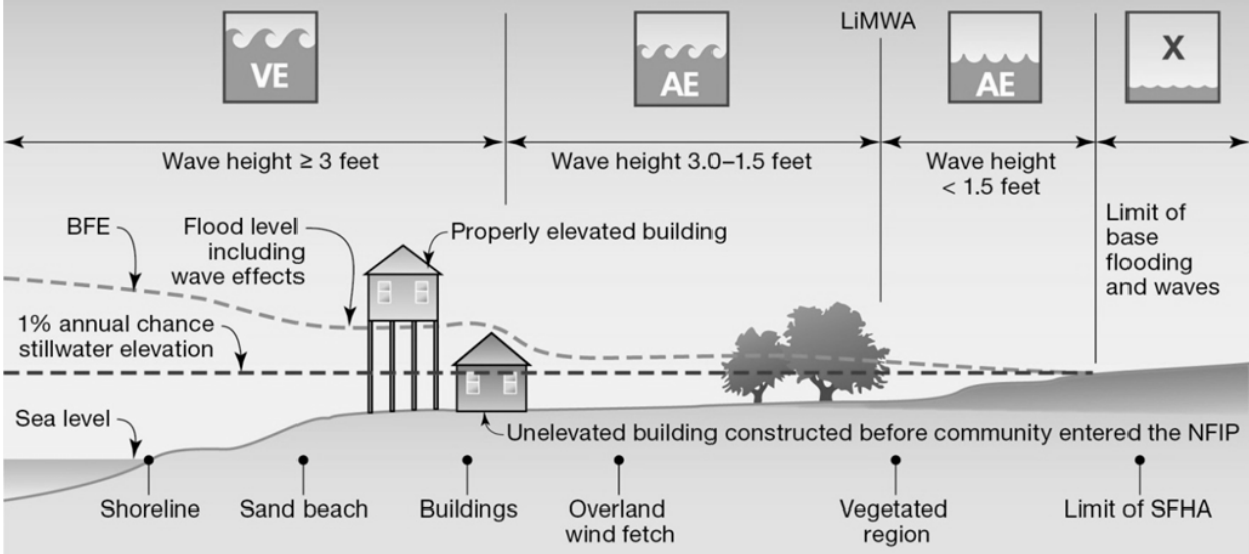 VE
AE
LiMWA
AE
X
Wave height ≥ 3 feet
Wave height 3.0–1.5 feet
Wave height
< 1.5 feet
BFE
Flood level
including
wave effects
Properly elevated building
Limit of
base
flooding
and waves
1% annual chance
stillwater elevation
Sea level
Unelevated building constructed before community entered the NFIP
Shoreline
Sand beach
Buildings
Overland
wind fetch
Vegetated
region
Limit of SFHA